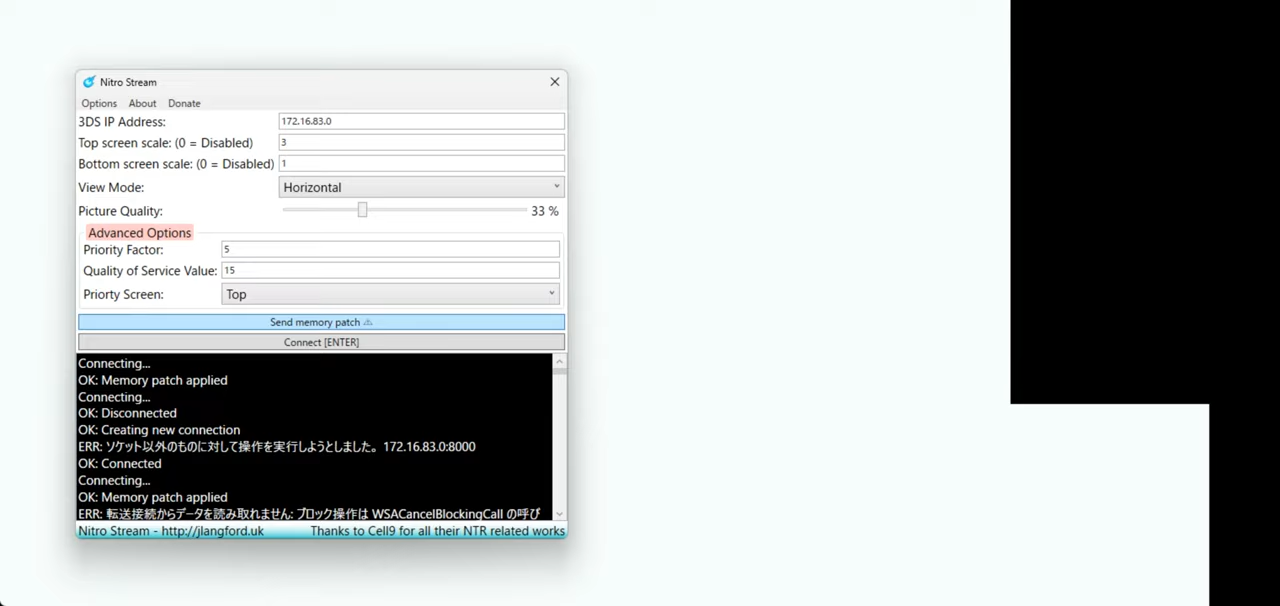 Nitro Stream
Options About Donate
3DS IP Address: 172.16.83.0
Top screen scale: (0 = Disabled) 3
Bottom screen scale: (0 = Disabled) 1
View Mode: Horizontal
Picture Quality: 33 %
Advanced Options
Priority Factor: 5
Quality of Service Value: 15
Priorty Screen: Top
Send memory patch ⚠
Connect [ENTER]
Connecting...
OK: Memory patch applied
Connecting...
OK: Disconnected
OK: Creating new connection
ERR: ソケット以外のものに対して操作を実行しようとしました。 172.16.83.0:8000
OK: Connected
Connecting...
OK: Memory patch applied
ERR: 転送接続からデータを読み取れません: ブロック操作は WSACancelBlockingCall の呼び
Nitro Stream - http://jlangford.uk Thanks to Cell9 for all their NTR related works